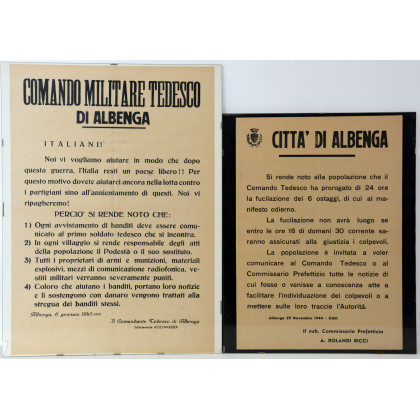 COMANDO MILITARE TEDESCO
DI ALBENGA
ITALIANI!
Noi vi vogliamo aiutare in modo che dopo
questa guerra, l'Italia resti un paese libero!! Per
questo motivo dovete aiutarci ancora nella lotta contro
i partigiani sino all'annientamento di questi. Noi vi
ripagheremo!
PERCIO' SI RENDE NOTO CHE:
1) Ogni avvistamento di banditi deve essere comu-
nicato al primo soldato tedesco che si incontra.
2) In ogni villaggio si rende responsabile degli atti
della popolazione il Podestà o il suo sostituto.
3) Tutti i proprietari di armi e munizioni, materiali
esplosivi, mezzi di comunicazione radiofonica, ve-
stiti militari verranno severamente puniti.
4) Coloro che aiutano i banditi, portano loro notizie
e li sostengono con danaro vengono trattati alla
stregua dei banditi stessi.
Albenga, 6 gennaio
Il Comandante Tedesco di Albenga
CITTA' DI ALBENGA
Si rende noto alla popolazione che il
Comando Tedesco ha prorogato di 24 ore
la fucilazione dei 6 ostaggi, di cui al ma-
nifesto odierno.
La fucilazione non avrà luogo se
entro le ore 16 di domani 30 corrente sa-
ranno assicurati alla giustizia i colpevoli.
La popolazione è invitata a voler
comunicare al Comando Tedesco o al
Commissario Prefettizio tutte le notizie di
cui fosse o venisse a conoscenza atte a
facilitare l'individuazione dei colpevoli o a
mettere sulle loro traccie l'Autorità.
Albenga 29 Novembre 1944 - XXIII
Il sub. Commissario Prefettizio
A. ROLANDI RICCI